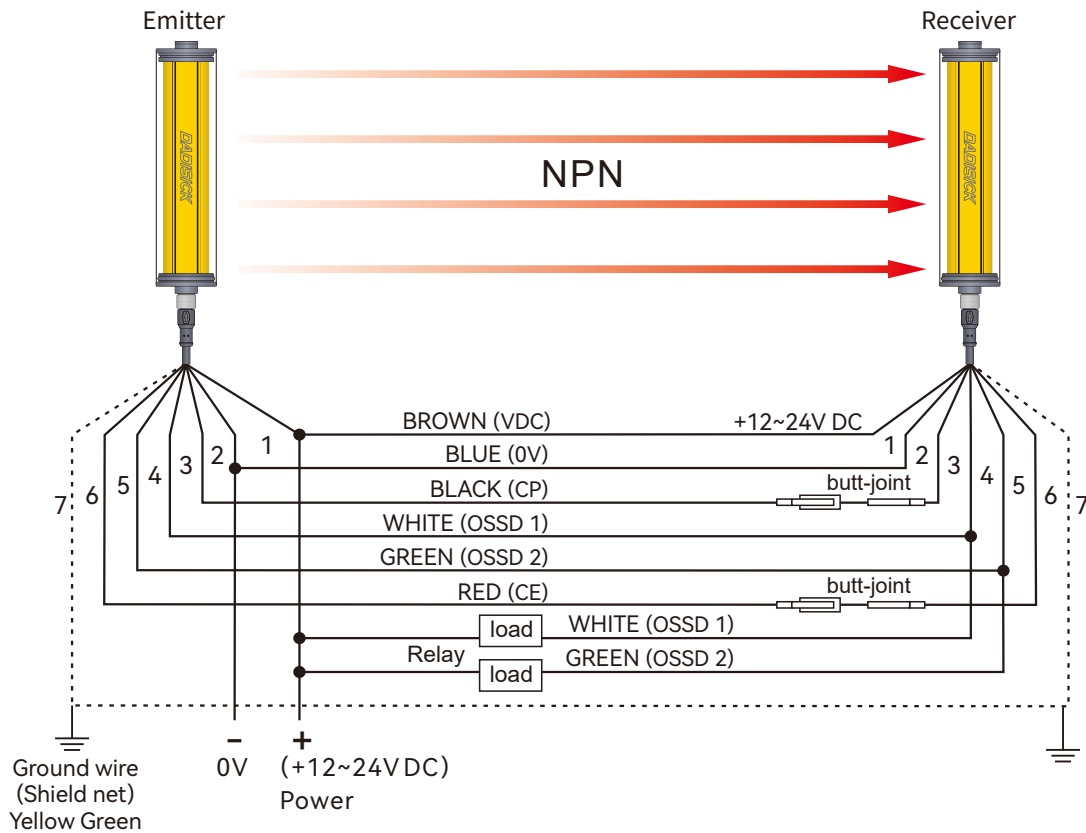 Emitter
Receiver
DADISICK
DADISICK
NPN
BROWN (VDC)
+12~24V DC
BLUE (0V)
BLACK (CP)
butt-joint
WHITE (OSSD 1)
GREEN (OSSD 2)
RED (CE)
butt-joint
load
WHITE (OSSD 1)
Relay
load
GREEN (OSSD 2)
7
6
5
4
3
2
1
1
2
3
4
5
6
7
Ground wire
(Shield net)
Yellow Green
−
0V
+
(+12~24V DC)
Power